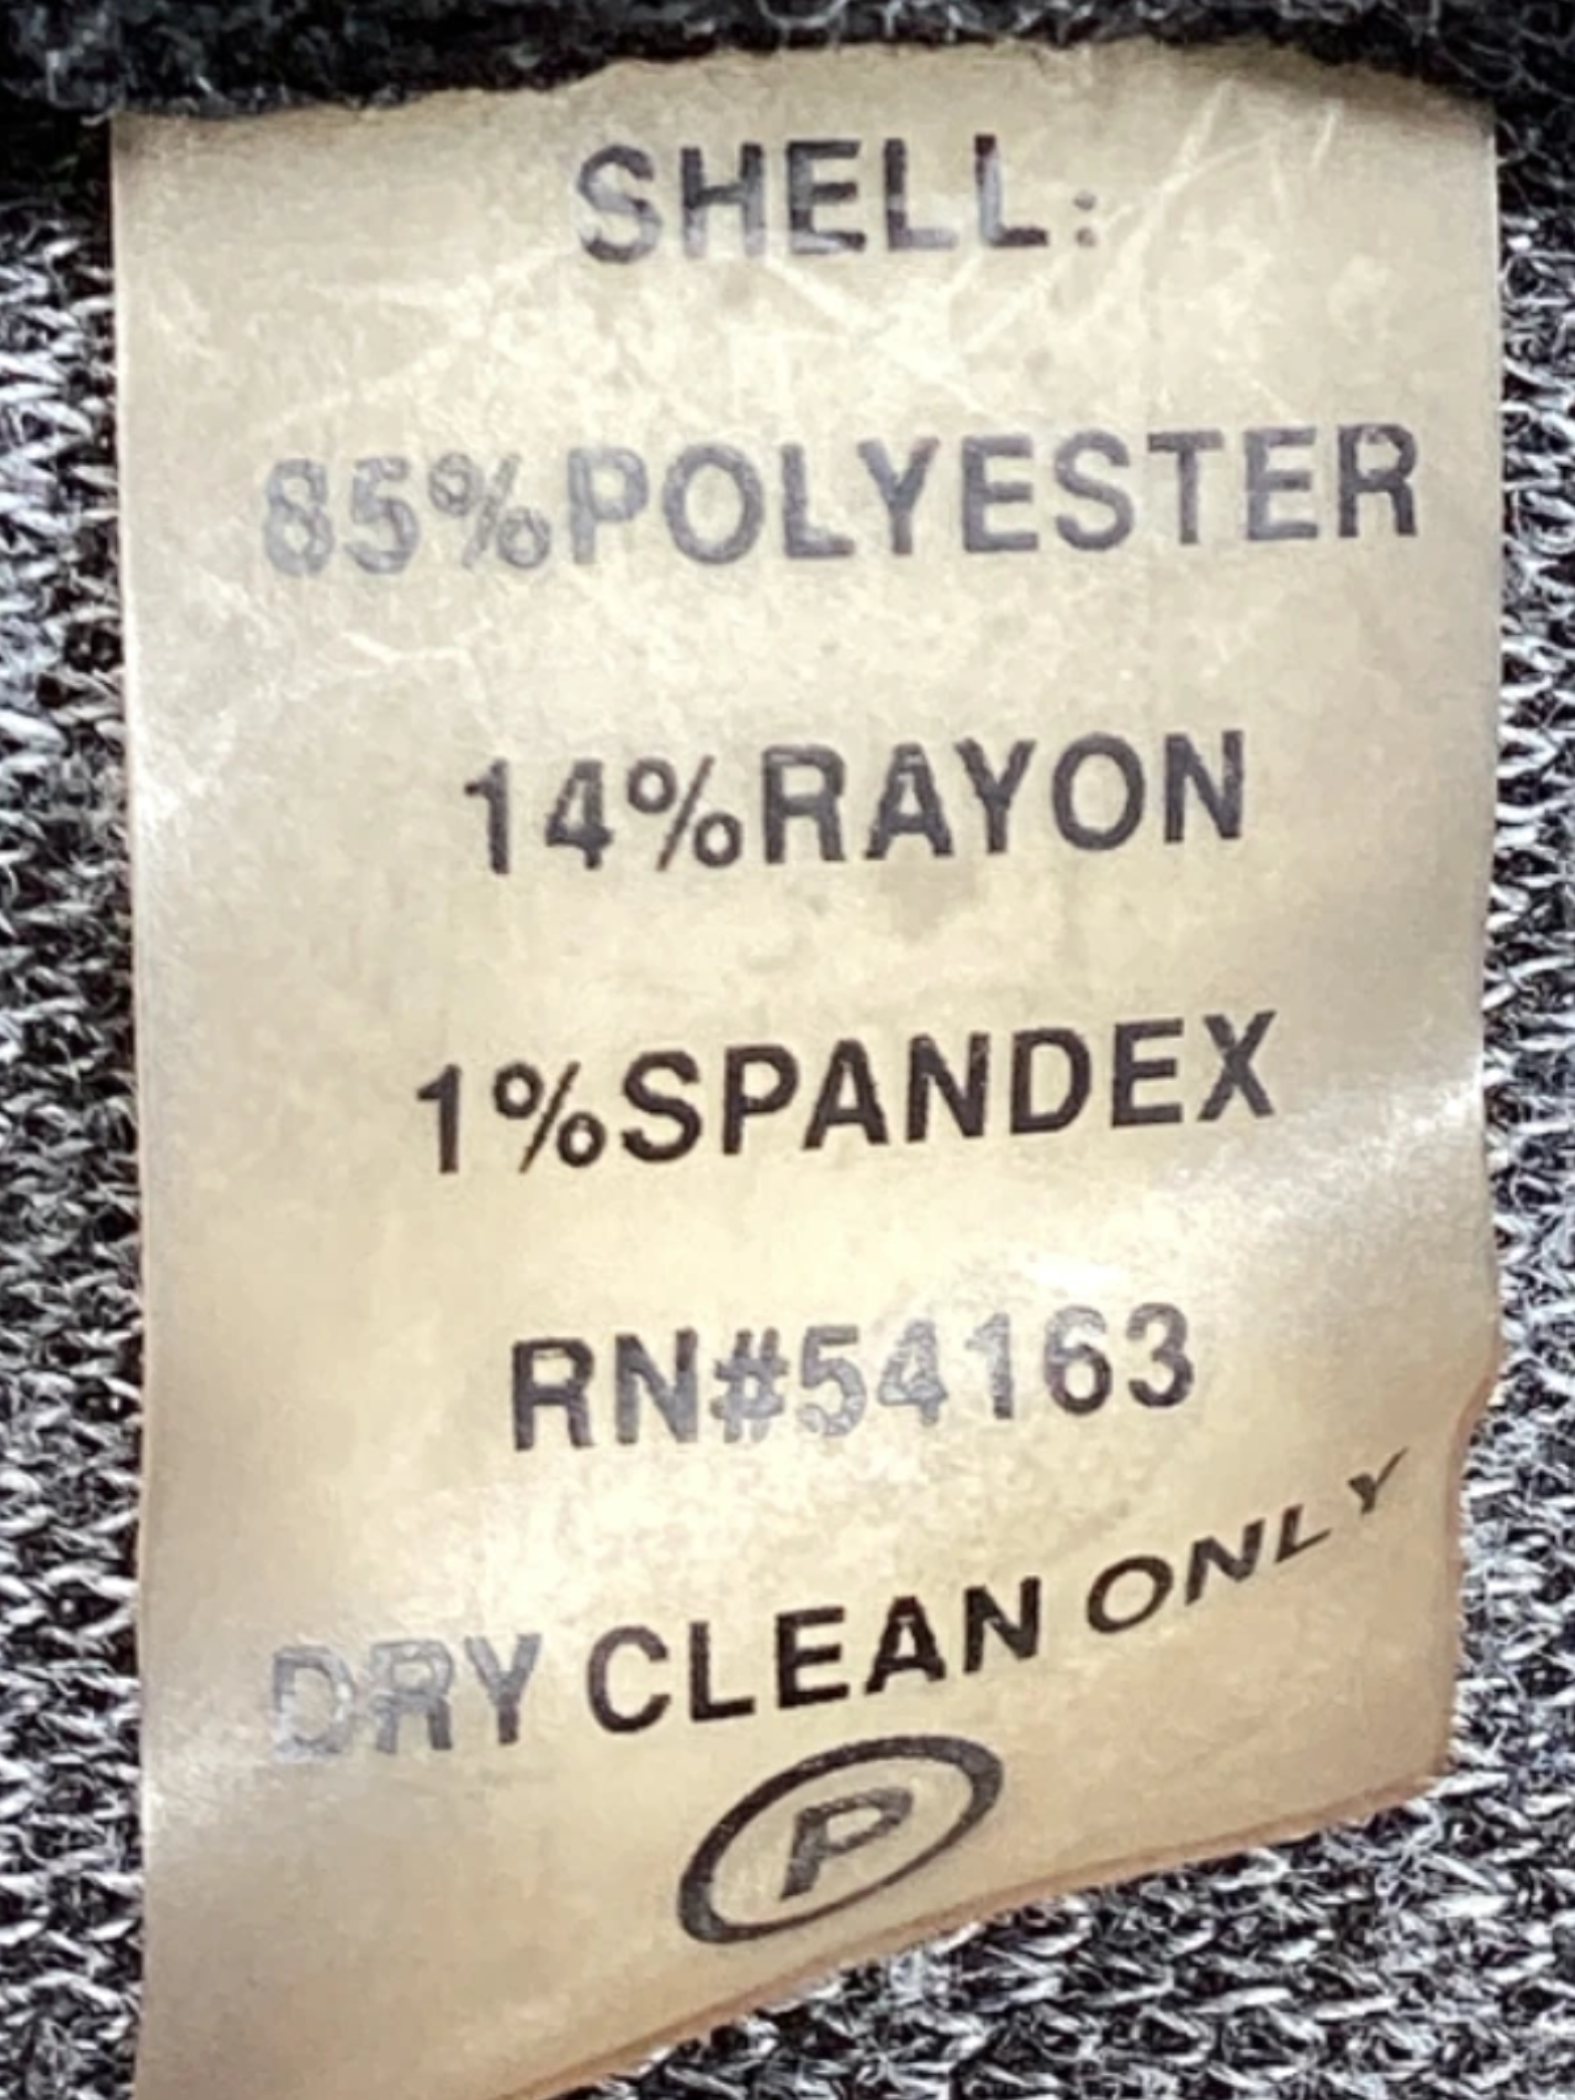 SHELL:
85%POLYESTER
14%RAYON
1%SPANDEX
RN#54163
DRY CLEAN ONLY
P